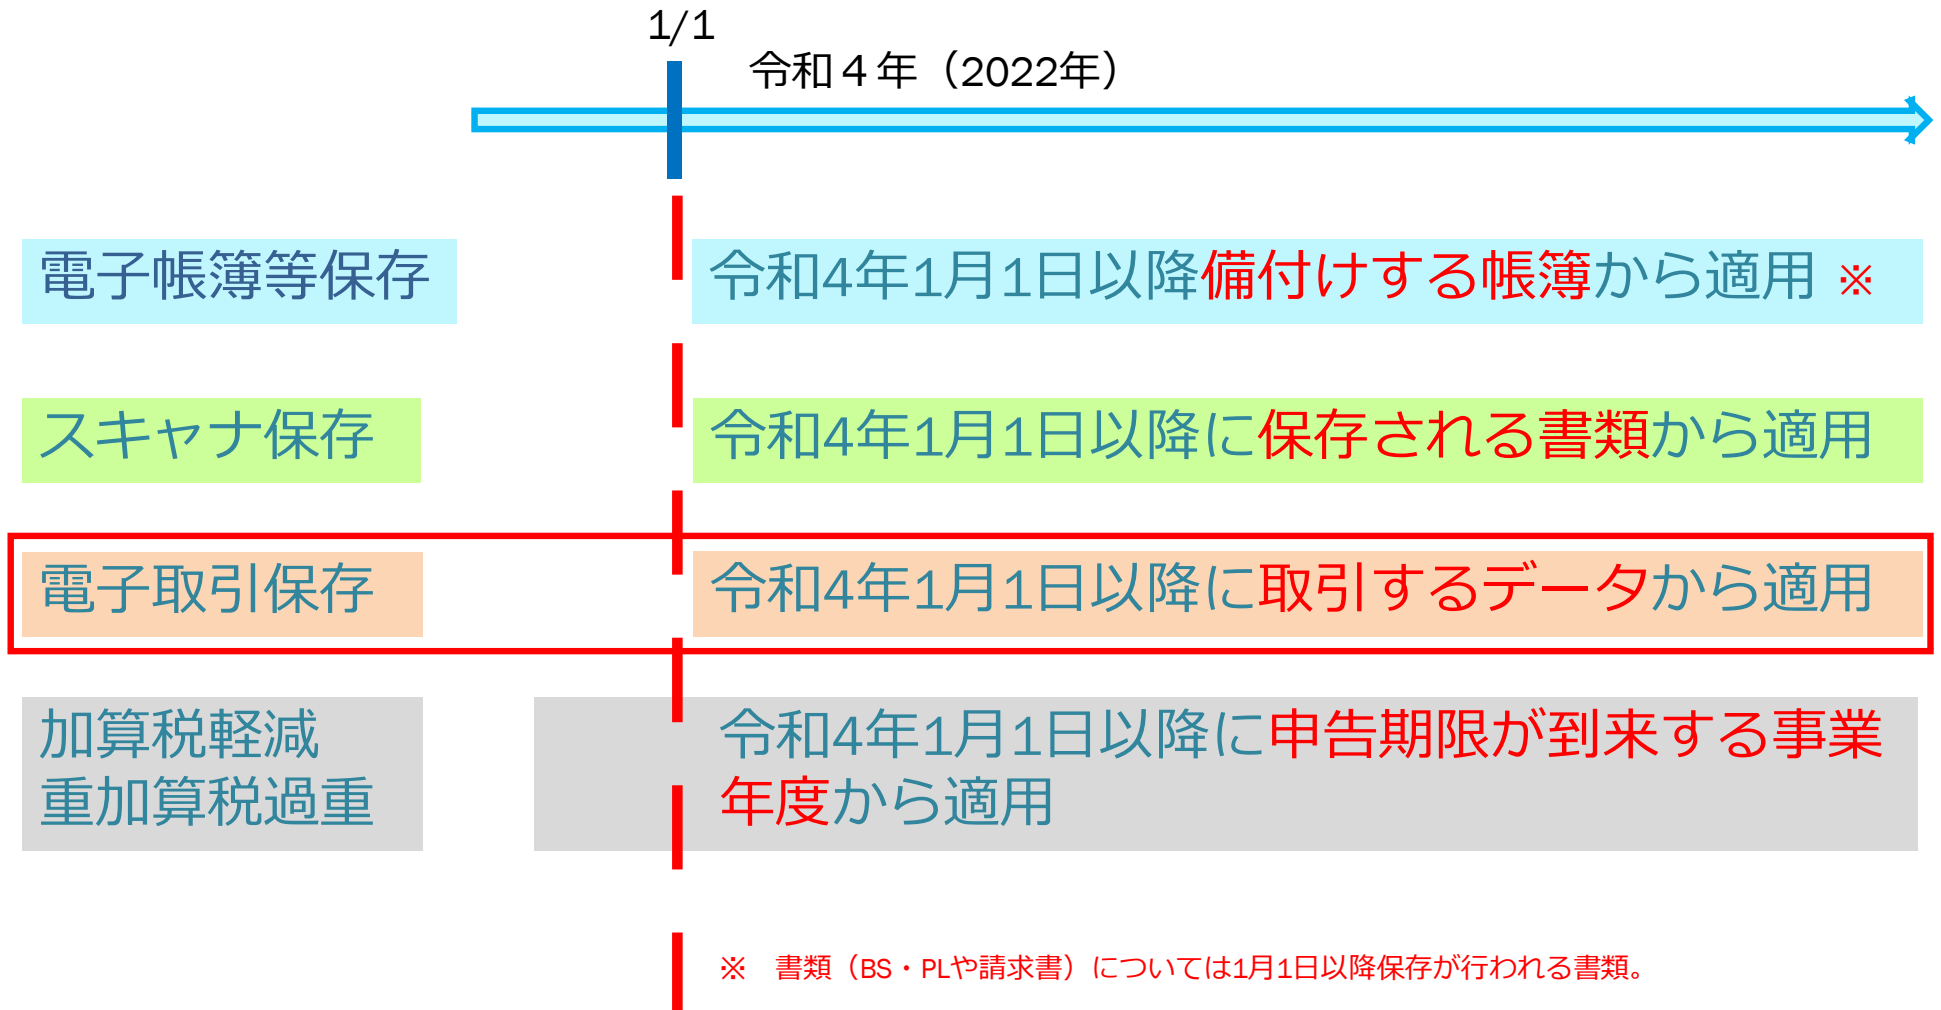 1/1
令和４年（2022年）
電子帳簿等保存
令和4年1月1日以降備付けする帳簿から適用 ※
スキャナ保存
令和4年1月1日以降に保存される書類から適用
電子取引保存
令和4年1月1日以降に取引するデータから適用
加算税軽減
重加算税過重
令和4年1月1日以降に申告期限が到来する事業
年度から適用
※　書類（BS・PLや請求書）については1月1日以降保存が行われる書類。